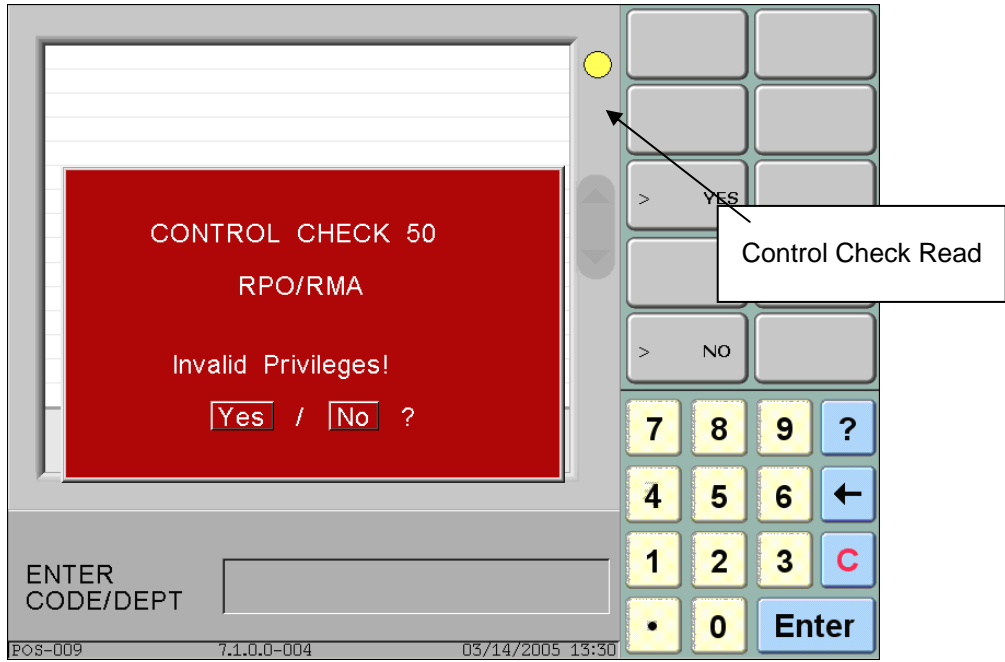 CONTROL CHECK 50
RPO/RMA
Invalid Privileges!
Yes / No ?
ENTER
CODE/DEPT
POS-009 7.1.0.0-004 03/14/2005 13:30
> YES
Control Check Read
> NO
7 8 9 ?
4 5 6 ←
1 2 3 C
. 0 Enter